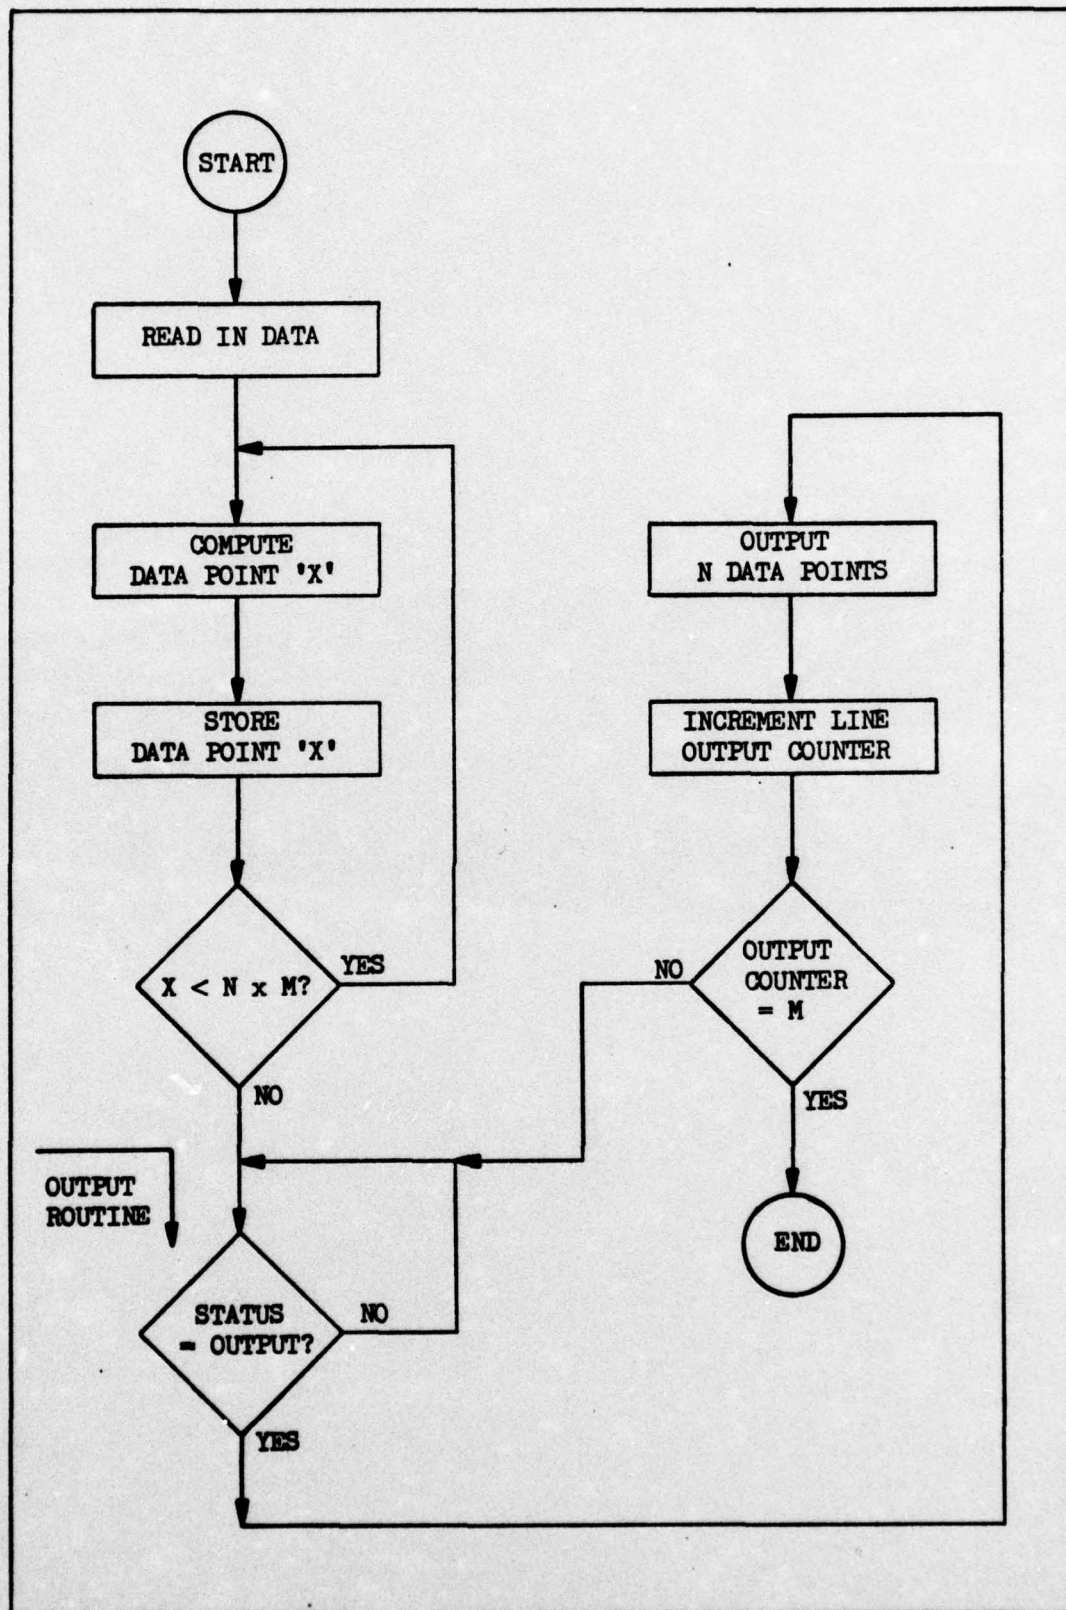 START
READ IN DATA
COMPUTE
DATA POINT 'X'
STORE
DATA POINT 'X'
X < N x M?
YES
NO
OUTPUT
ROUTINE
STATUS
= OUTPUT?
NO
YES
OUTPUT
N DATA POINTS
INCREMENT LINE
OUTPUT COUNTER
OUTPUT
COUNTER
= M
NO
YES
END